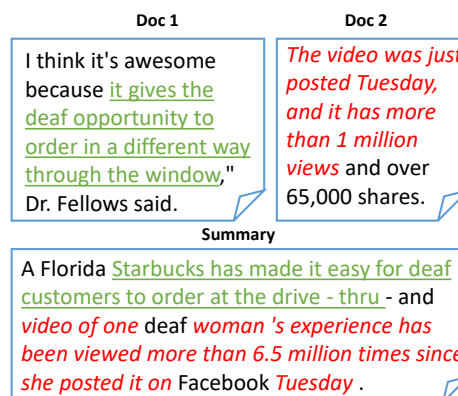 Doc 1
I think it's awesome
because it gives the
deaf opportunity to
order in a different way
through the window,"
Dr. Fellows said.
Doc 2
The video was just
posted Tuesday,
and it has more
than 1 million
views and over
65,000 shares.
Summary
A Florida Starbucks has made it easy for deaf
customers to order at the drive - thru - and
video of one deaf woman 's experience has
been viewed more than 6.5 million times since
she posted it on Facebook Tuesday .